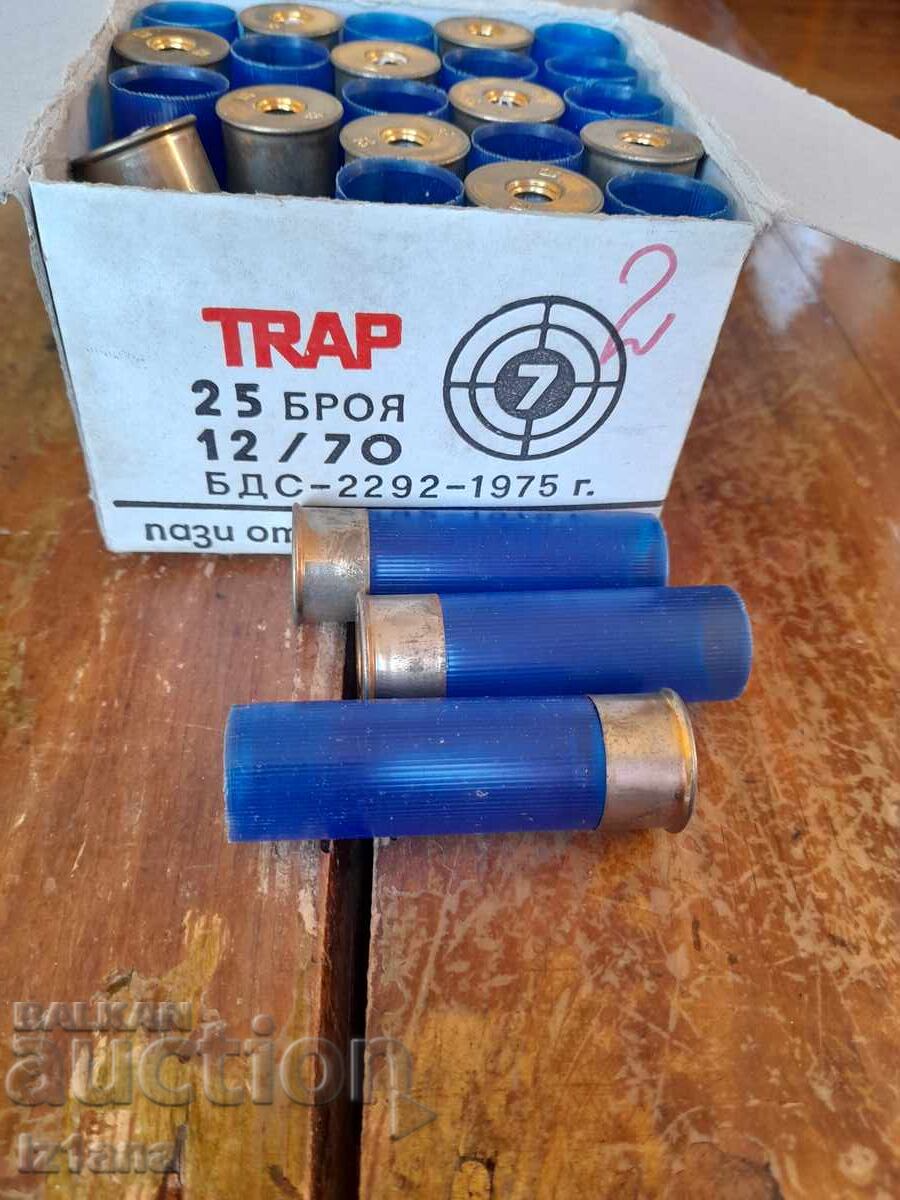 2
TRAP
7
25 БРОЯ
12/70
БДС-2292-1975 г.
пази от
BALKAN
auction
iz1ana